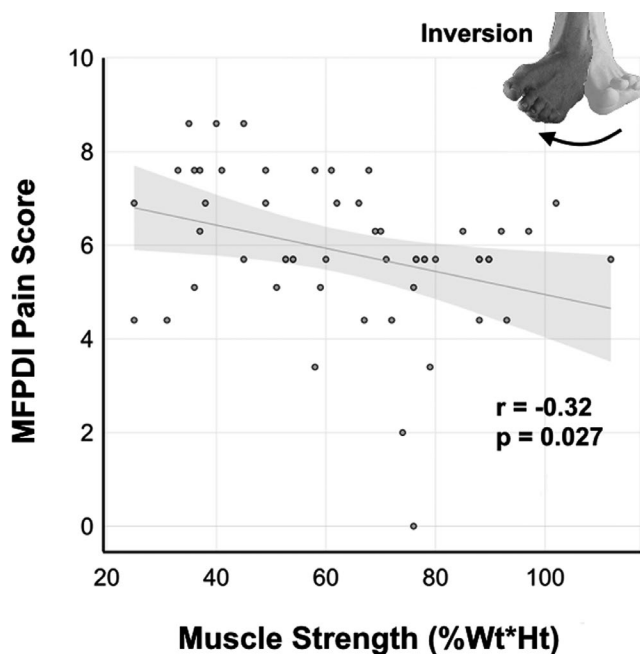 Inversion
10
8
6
4
2
0
MFPDI Pain Score
r = -0.32
p = 0.027
20 40 60 80 100
Muscle Strength (%Wt*Ht)